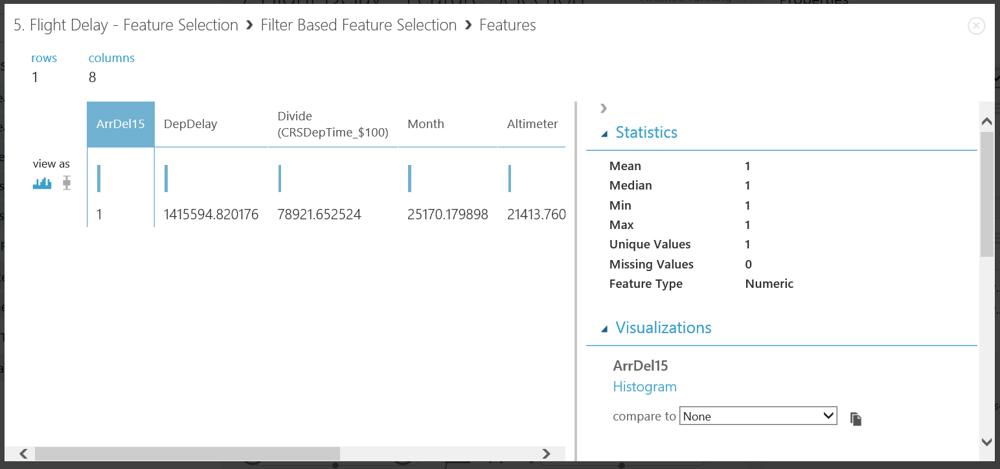 5. Flight Delay - Feature Selection › Filter Based Feature Selection › Features
rows columns
1 8
ArrDel15 DepDelay Divide (CRSDepTime_$100) Month Altimeter
view as
1 1415594.820176 78921.652524 25170.179898 21413.760
Statistics
Mean 1
Median 1
Min 1
Max 1
Unique Values 1
Missing Values 0
Feature Type Numeric
Visualizations
ArrDel15
Histogram
compare to None